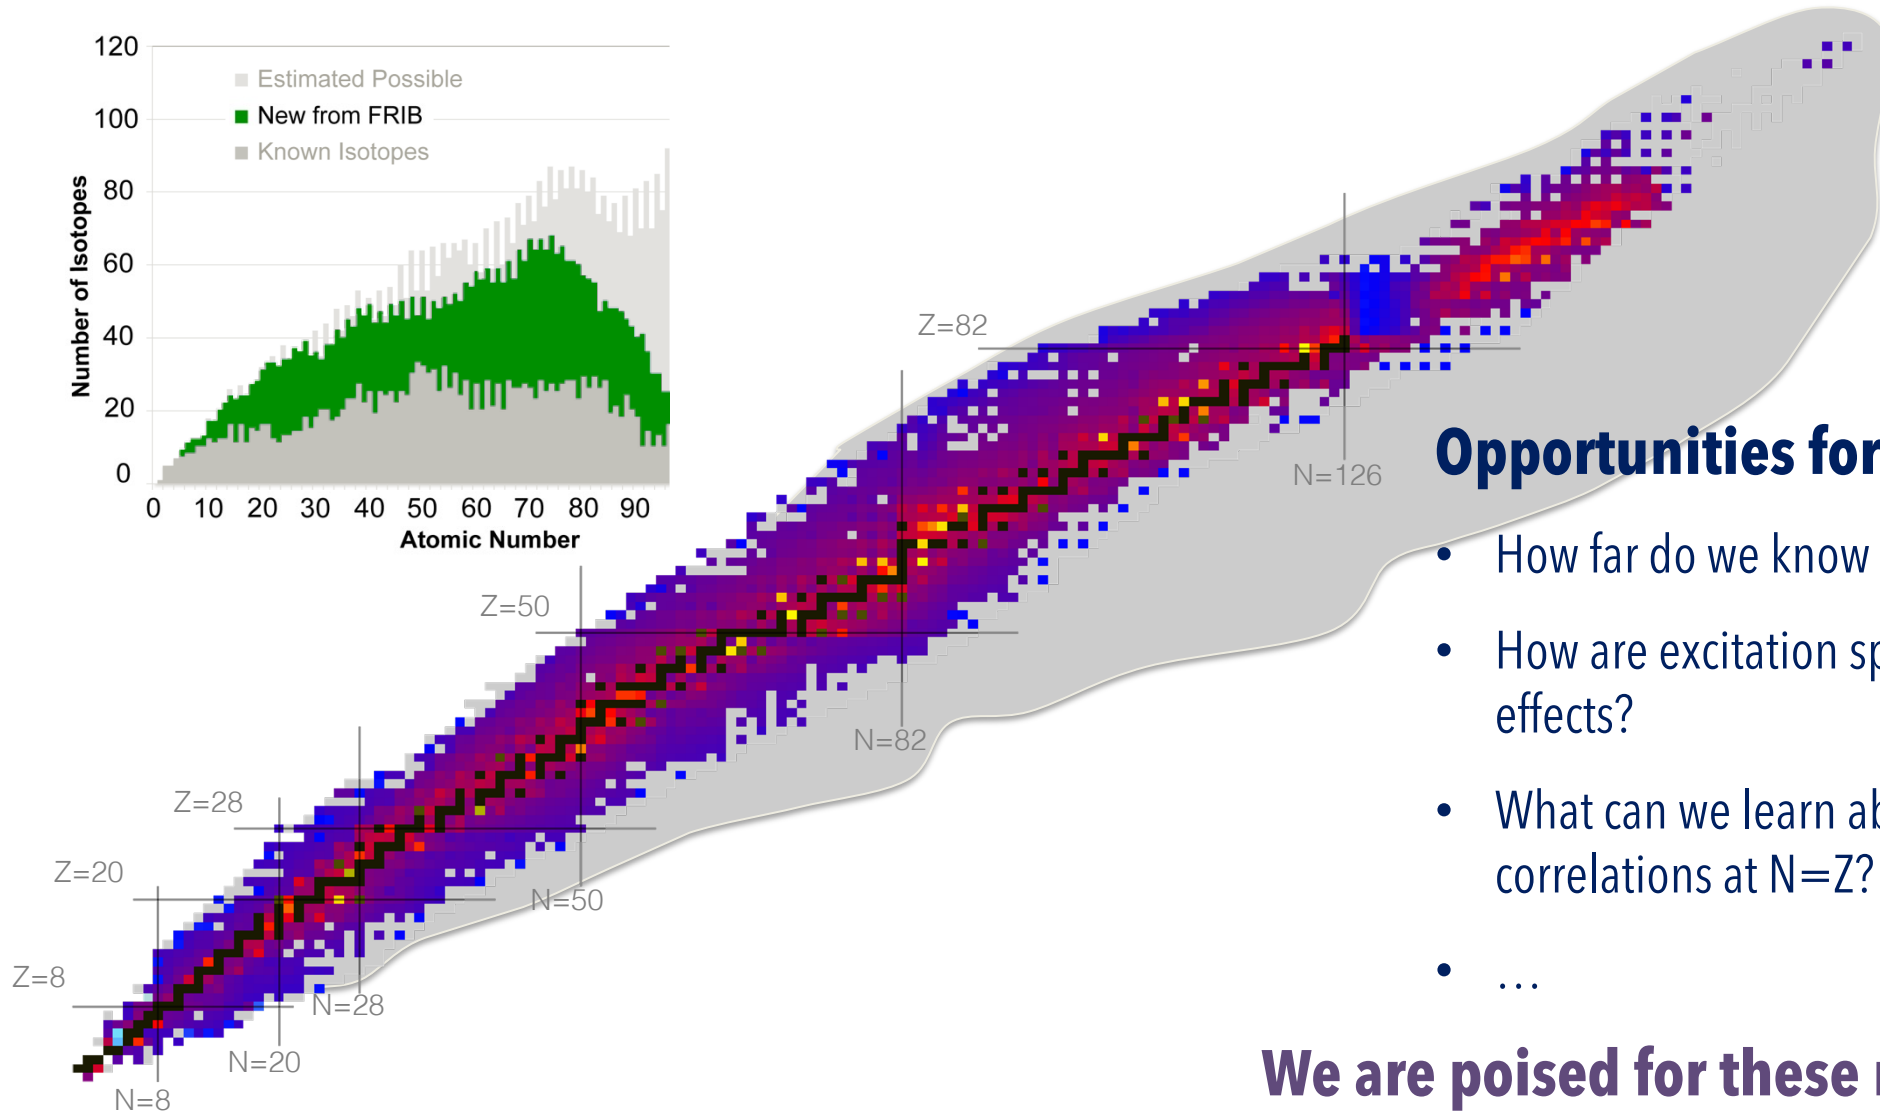 120
100
80
60
40
20
0
Number of Isotopes
Estimated Possible
New from FRIB
Known Isotopes
0 10 20 30 40 50 60 70 80 90
Atomic Number
Z=82
N=126
Z=50
N=82
Z=28
N=50
Z=20
N=28
Z=8
N=20
N=8
Opportunities for
• How far do we know
• How are excitation sp
effects?
• What can we learn ab
correlations at N=Z?
• …
We are poised for these